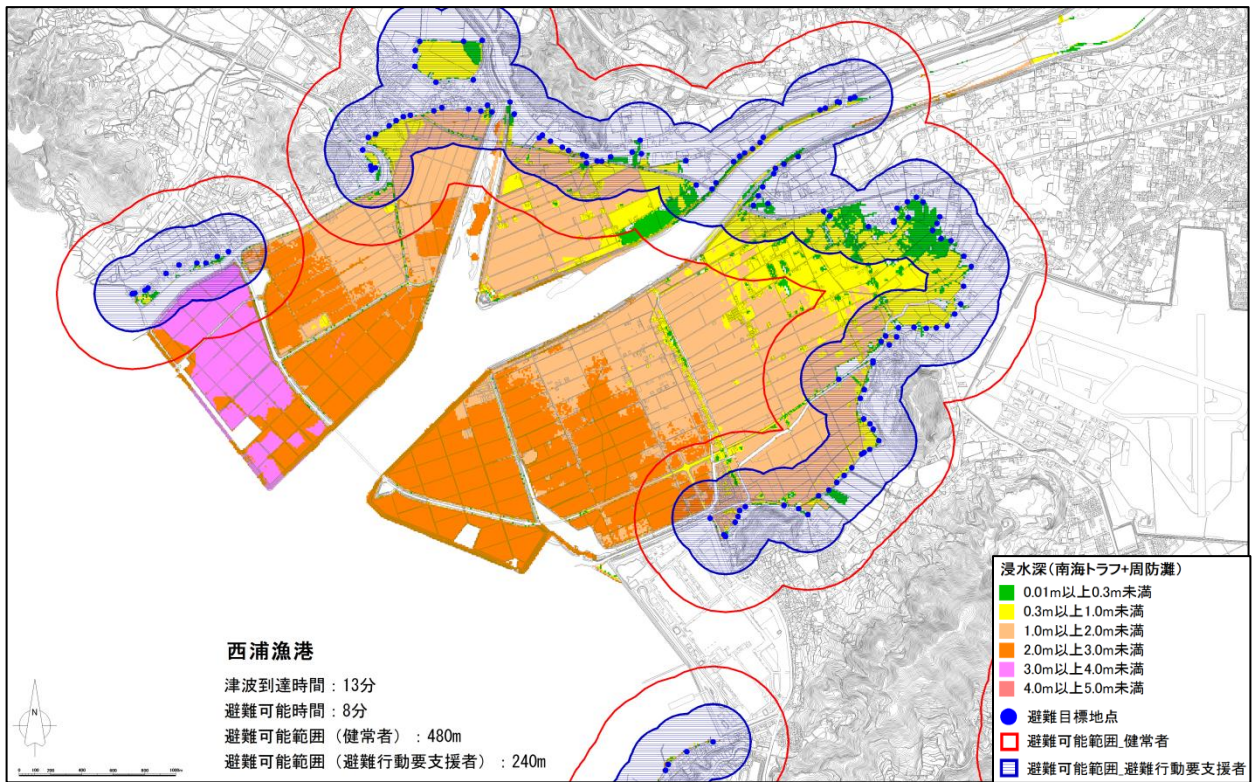 西浦漁港
津波到達時間：13分
避難可能時間：8分
避難可能範囲（健常者）：480m
避難可能範囲（避難行動要支援者）：240m
N
浸水深（南海トラフ+周防灘）
0.01m以上0.3m未満
0.3m以上1.0m未満
1.0m以上2.0m未満
2.0m以上3.0m未満
3.0m以上4.0m未満
4.0m以上5.0m未満
避難目標地点
避難可能範囲_健常者
避難可能範囲_避難行動要支援者